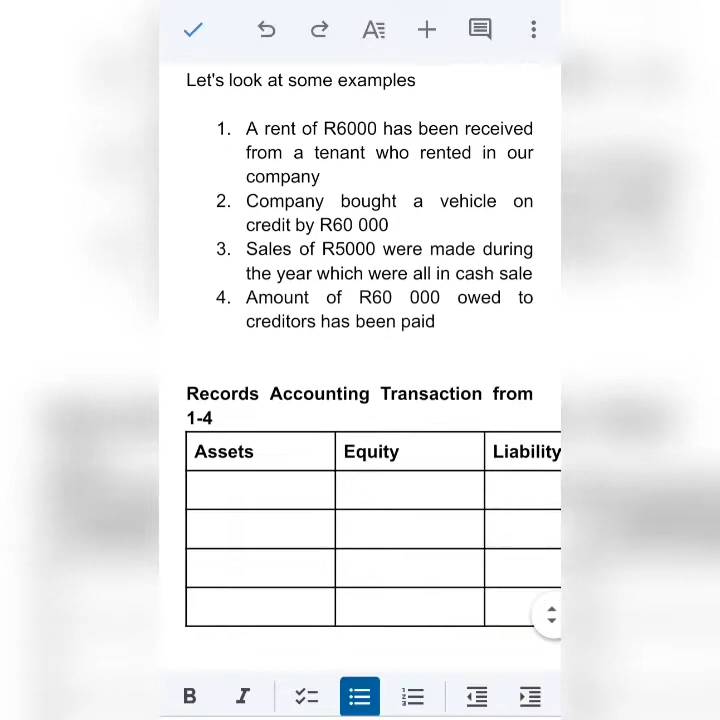 Let's look at some examples
1. A rent of R6000 has been received
from a tenant who rented in our
company
2. Company bought a vehicle on
credit by R60 000
3. Sales of R5000 were made during
the year which were all in cash sale
4. Amount of R60 000 owed to
creditors has been paid
Records Accounting Transaction from
1-4
Assets Equity Liability
B I